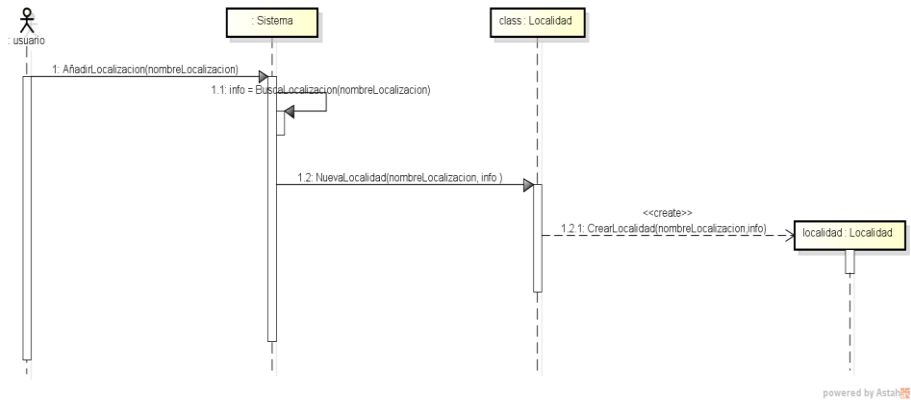 : usuario
: Sistema
class : Localidad
1: AñadirLocalizacion(nombreLocalizacion)
1.1: info = BuscaLocalizacion(nombreLocalizacion)
1.2: NuevaLocalidad(nombreLocalizacion, info )
<<create>>
1.2.1: CrearLocalidad(nombreLocalizacion,info)
localidad : Localidad
powered by Astah